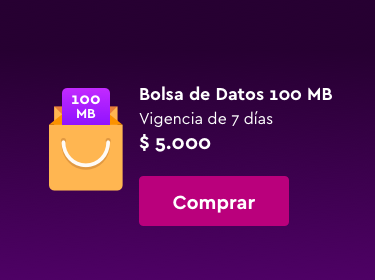 100
MB
Bolsa de Datos 100 MB
Vigencia de 7 días
$ 5.000
Comprar